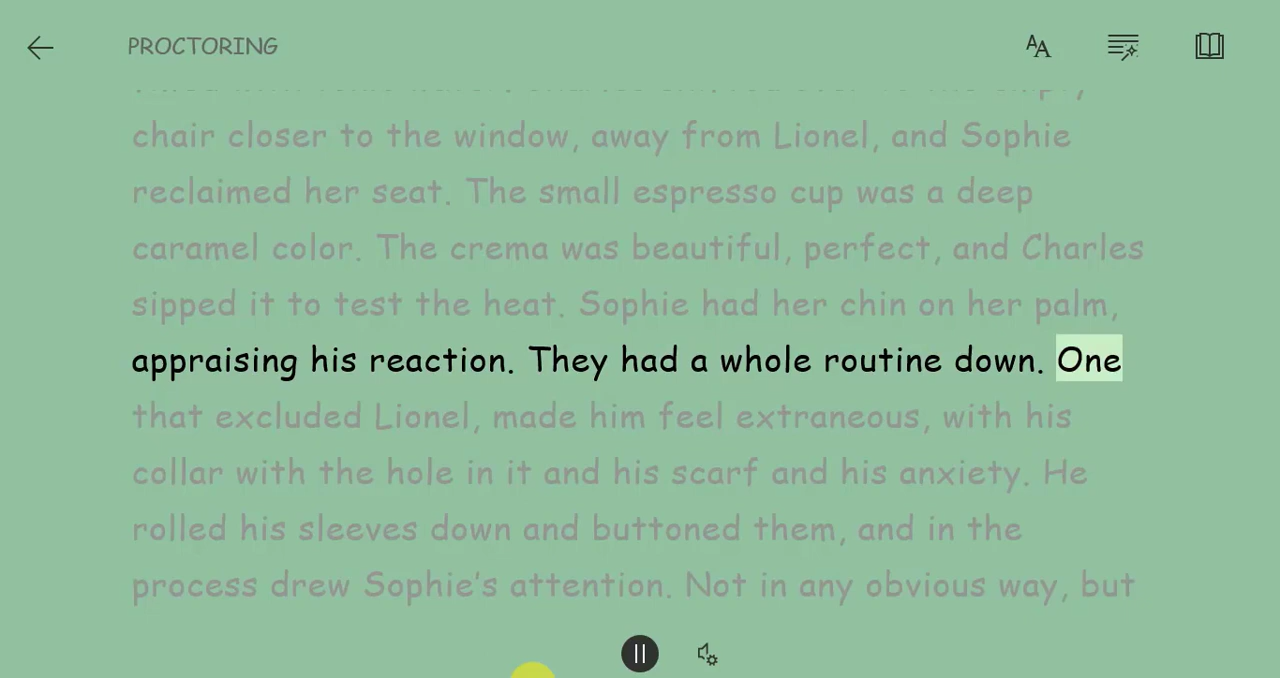 PROCTORING
chair closer to the window, away from Lionel, and Sophie
reclaimed her seat. The small espresso cup was a deep
caramel color. The crema was beautiful, perfect, and Charles
sipped it to test the heat. Sophie had her chin on her palm,
appraising his reaction. They had a whole routine down. One
that excluded Lionel, made him feel extraneous, with his
collar with the hole in it and his scarf and his anxiety. He
rolled his sleeves down and buttoned them, and in the
process drew Sophie's attention. Not in any obvious way, but